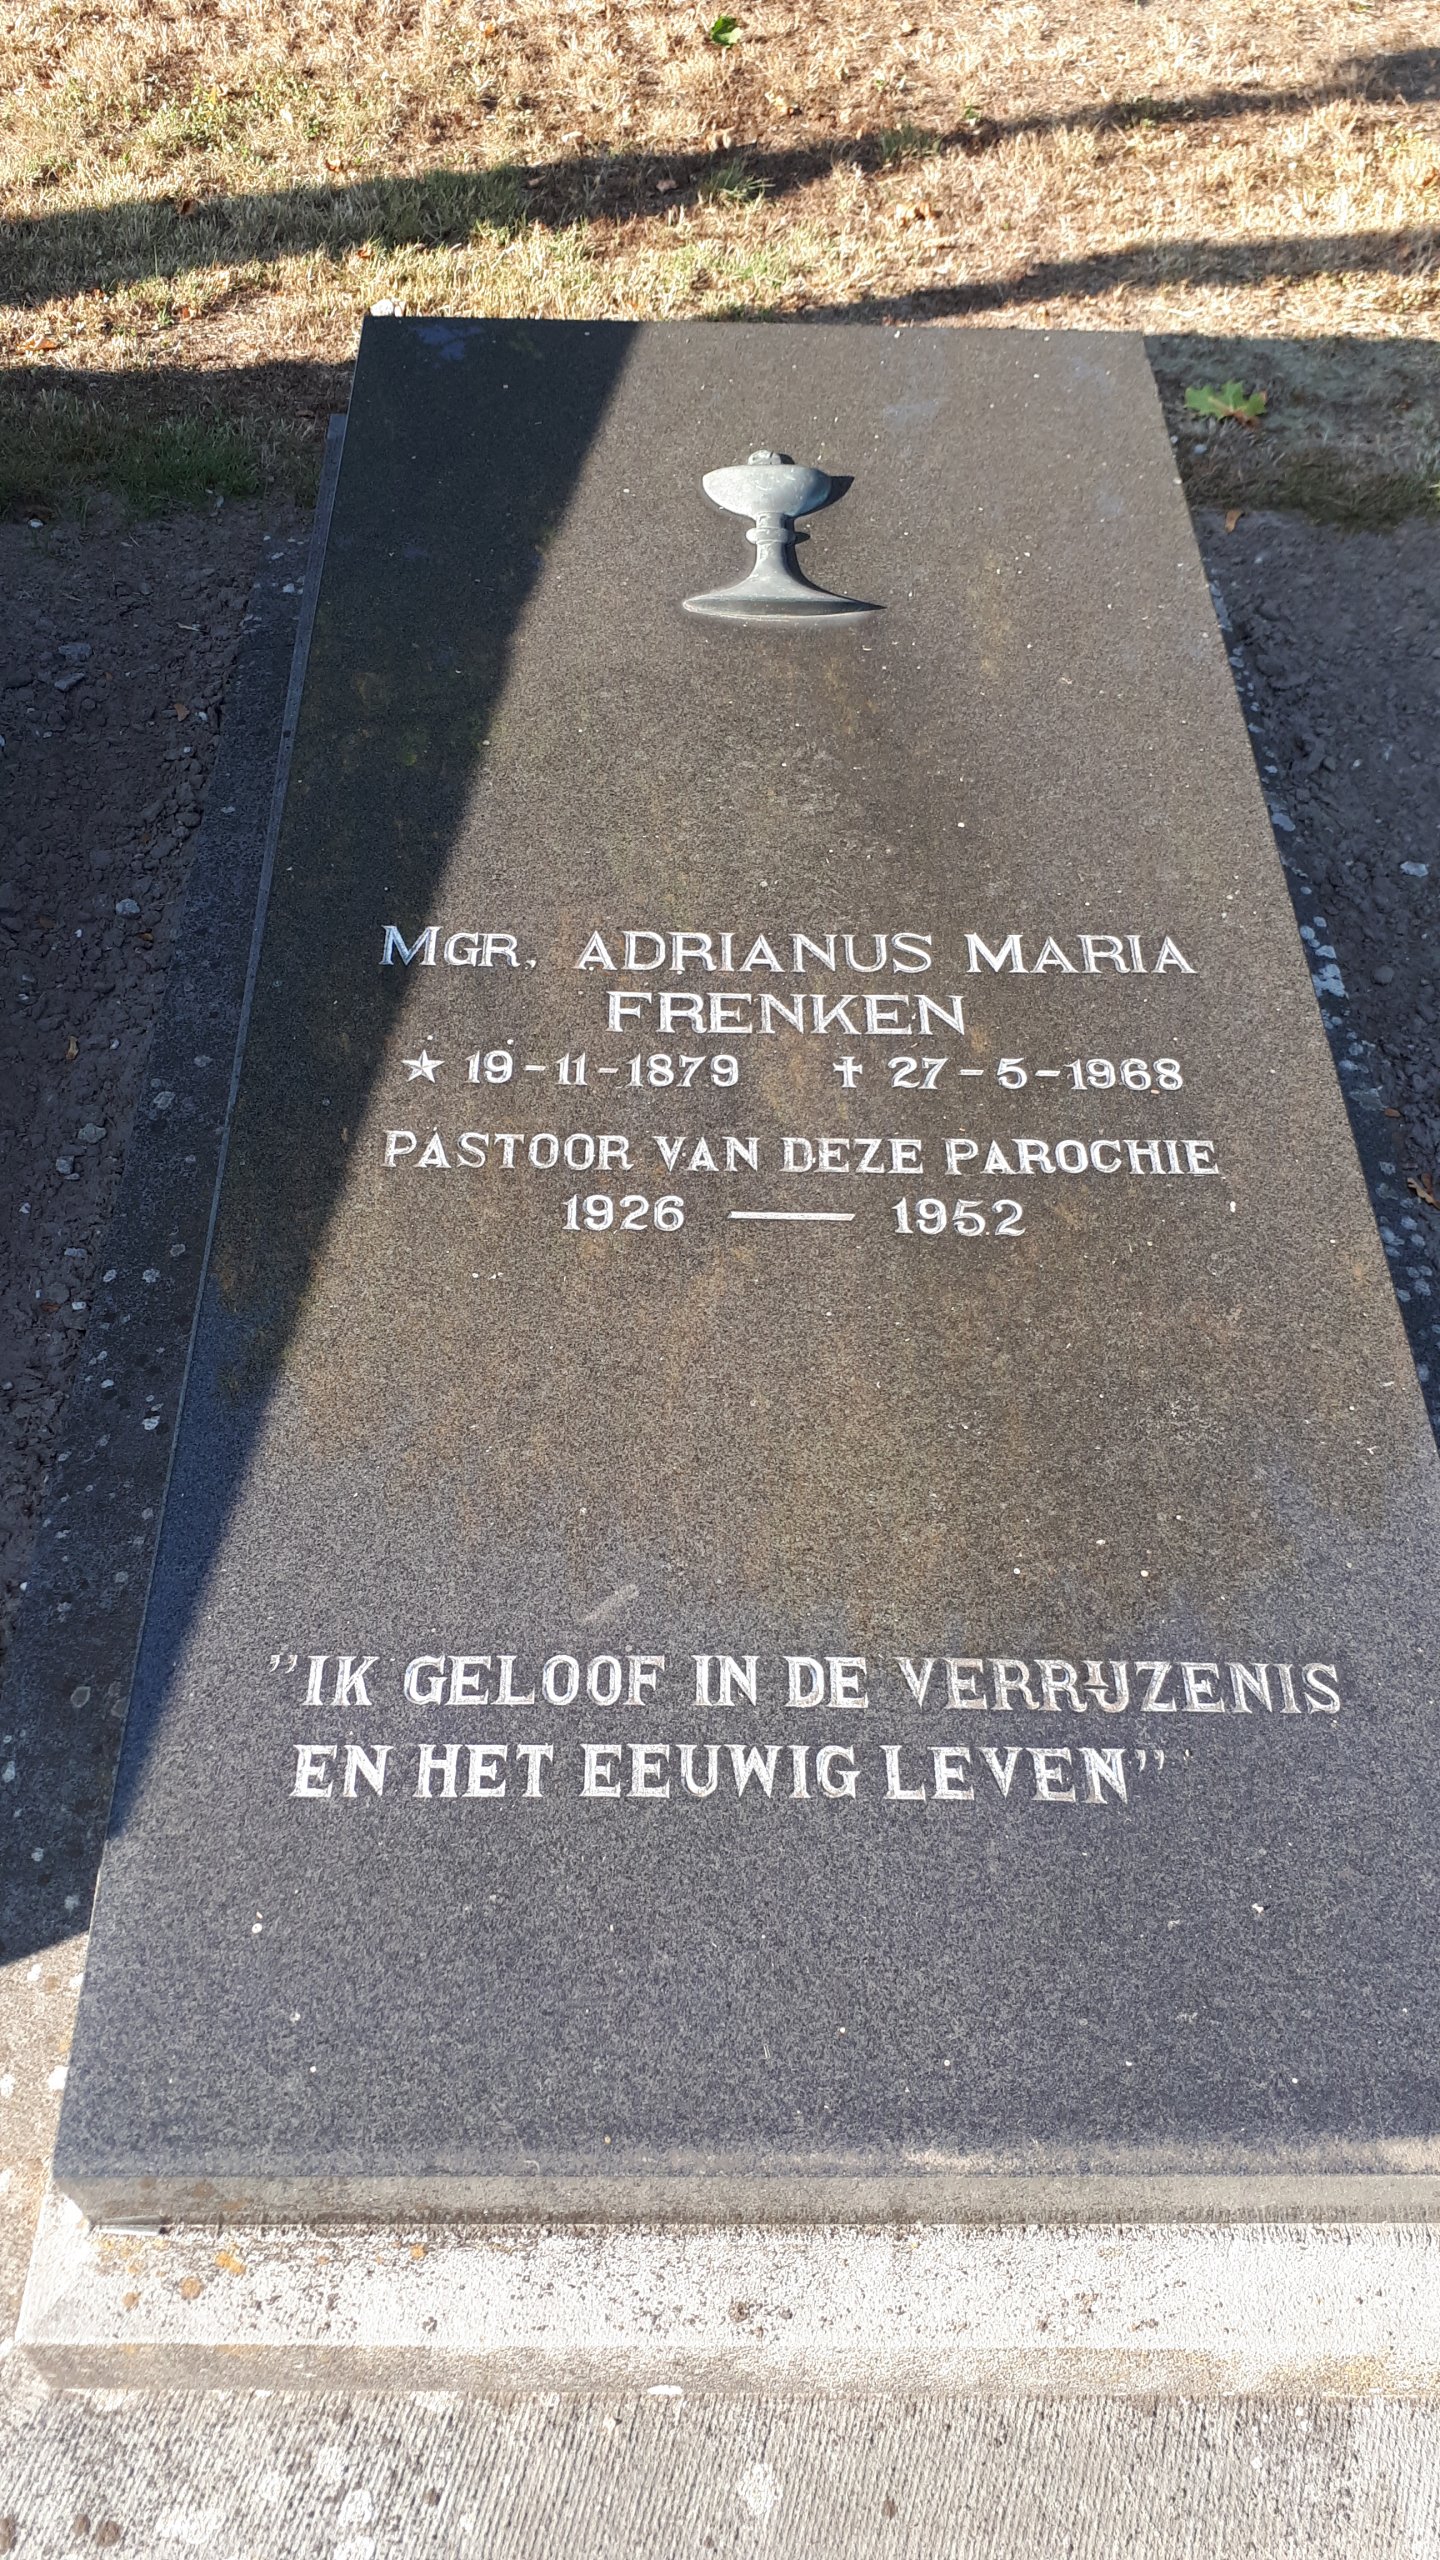 MGR. ADRIANUS MARIA
FRENKEN
★ 19-11-1879 ✝ 27-5-1968
PASTOOR VAN DEZE PAROCHIE
1926 — 1952
"IK GELOOF IN DE VERRIJZENIS
EN HET EEUWIG LEVEN"